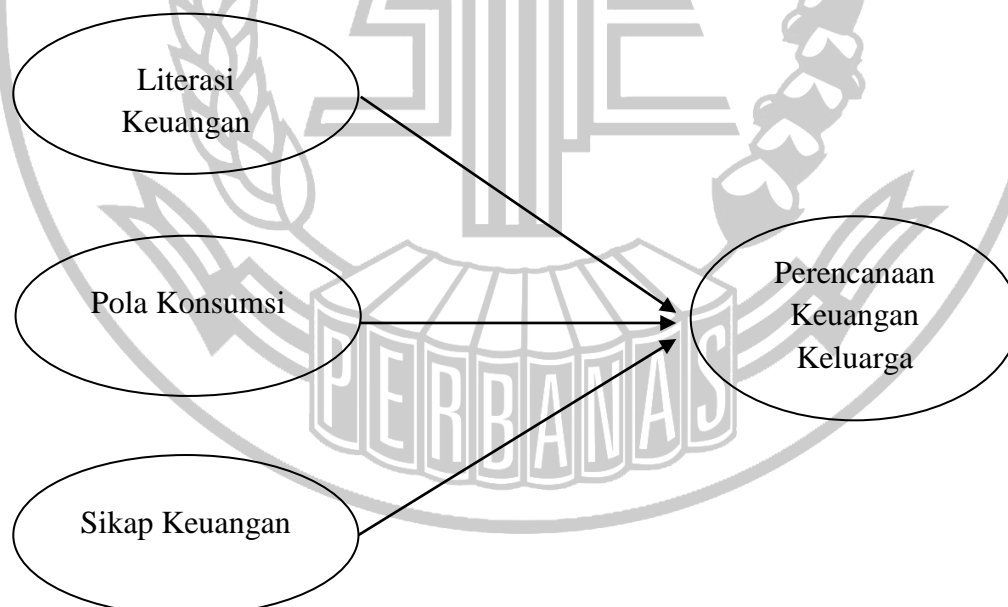 Literasi
Keuangan
Pola Konsumsi
Perencanaan
Keuangan
Keluarga
Sikap Keuangan
PERBANAS